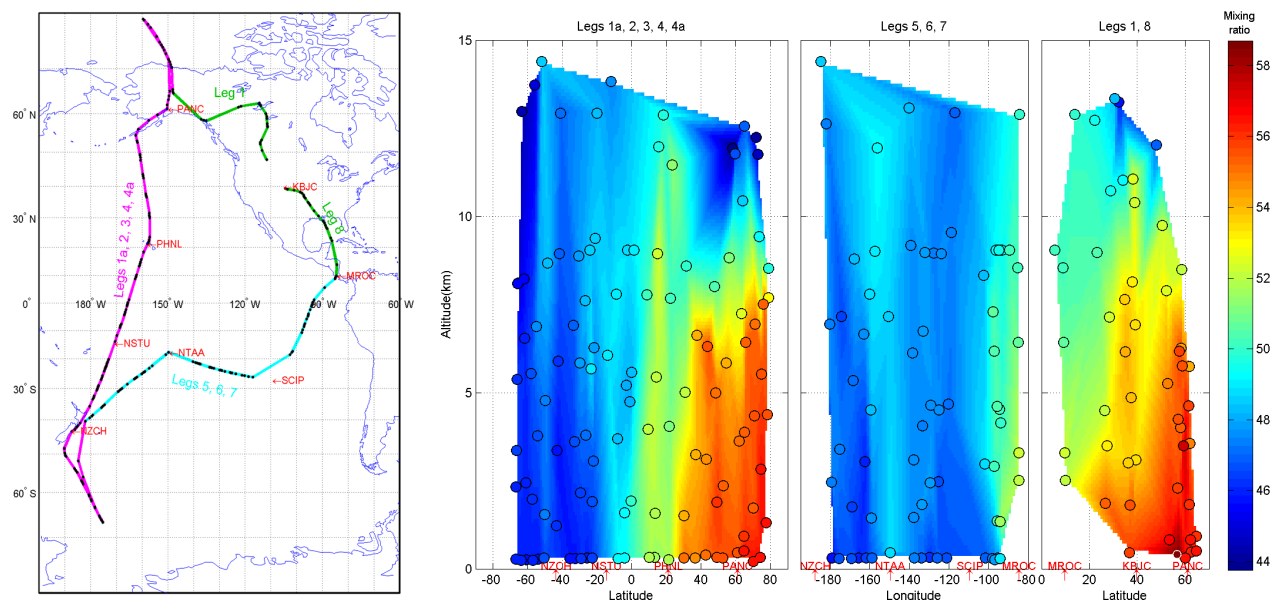 Legs 1a, 2, 3, 4, 4a
Legs 5, 6, 7
Legs 1, 8
Mixing
ratio
Leg 1
PANC
60° N
KBJC
Leg 8
30° N
PHNL
MROC
Legs 1a, 2, 3, 4, 4a
0°
180° W
150° W
120° W
90° W
60° W
NSTU
NTAA
SCIP
Legs 5, 6, 7
30° S
NZCH
60° S
Altitude(km)
15
10
5
0
-80
-60
-40
-20
0
20
40
60
80
NZCH
NSTU
PHNL
PANC
Latitude
-180
-160
-140
-120
-100
-80
NZCH
NTAA
SCIP
MROC
Longitude
0
20
40
60
MROC
KBJC
PANC
Latitude
58
56
54
52
50
48
46
44